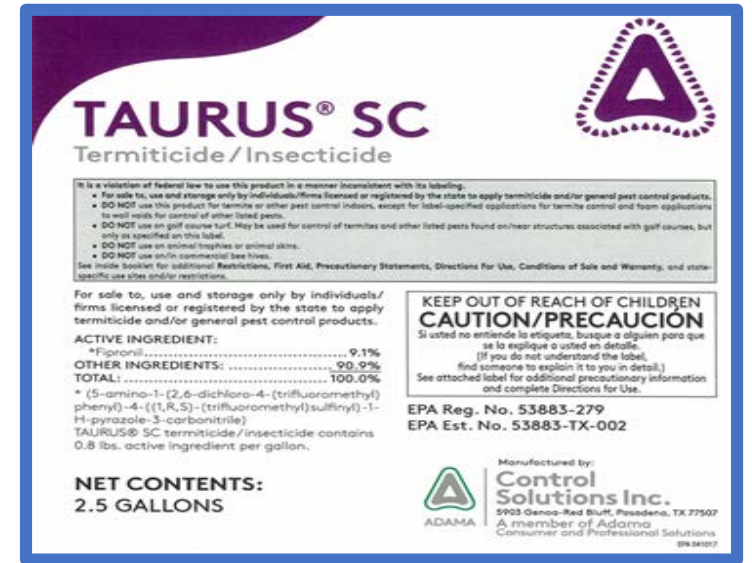 TAURUS® SC
Termiticide/Insecticide
It is a violation of federal law to use this product in a manner inconsistent with its labeling.
• For sale to, use and storage only by individuals/firms licensed or registered by the state to apply termiticide and/or general pest control products.
• DO NOT use this product for termite or other pest control indoors, except for label-specified applications for termite control and foam applications
to wall voids for control of other listed pests.
• DO NOT use on golf course turf. May be used for control of termites and other listed pests found on/near structures associated with golf courses, but
only as specified on this label.
• DO NOT use on animal trophies or animal skins.
• DO NOT use on/in commercial bee hives.
See inside booklet for additional Restrictions, First Aid, Precautionary Statements, Directions For Use, Conditions of Sale and Warranty, and state-
specific use sites and/or restrictions.
For sale to, use and storage only by individuals/
firms licensed or registered by the state to apply
termiticide and/or general pest control products.
ACTIVE INGREDIENT:
*Fipronil................................................9.1%
OTHER INGREDIENTS: ....................... 90.9%
TOTAL: .............................................100.0%
* (5-amino-1-(2,6-dichloro-4-(trifluoromethyl)
phenyl)-4-((1,R,S)-(trifluoromethyl)sulfinyl)-1-
H-pyrazole-3-carbonitrile)
TAURUS® SC termiticide/insecticide contains
0.8 lbs. active ingredient per gallon.
NET CONTENTS:
2.5 GALLONS
KEEP OUT OF REACH OF CHILDREN
CAUTION/PRECAUCIÓN
Si usted no entiende la etiqueta, busque a alguien para que
se la explique a usted en detalle.
(If you do not understand the label,
find someone to explain it to you in detail.)
See attached label for additional precautionary information
and complete Directions for Use.
EPA Reg. No. 53883-279
EPA Est. No. 53883-TX-002
ADAMA
Manufactured by:
Control
Solutions Inc.
5903 Genoa-Red Bluff, Pasadena, TX 77507
A member of Adama
Consumer and Professional Solutions
EPA 041017